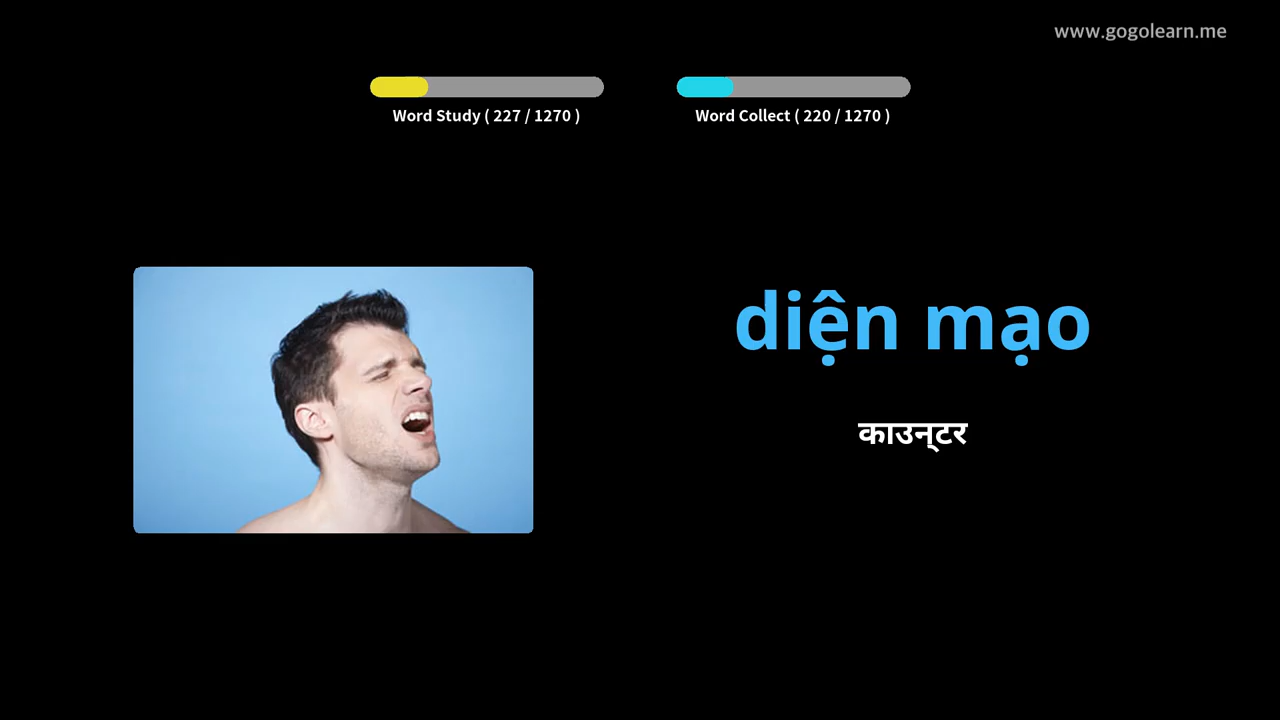 www.gogolearn.me
Word Study ( 227 / 1270 )
Word Collect ( 220 / 1270 )
diện mạo
काउन्‌टर